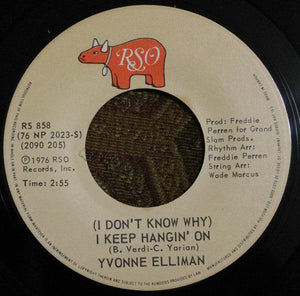 RSO
RS 858
(76 NP 2023-S)
(2090 205)
℗1976 RSO
Records, Inc.
Time: 2:55
Prod: Freddie
Perren for Grand
Slam Prods.
Rhythm Arr:
Freddie Perren
String Arr:
Wade Marcus
(I DON'T KNOW WHY)
I KEEP HANGIN' ON
(B. Verdi-C. Yarian)
YVONNE ELLIMAN